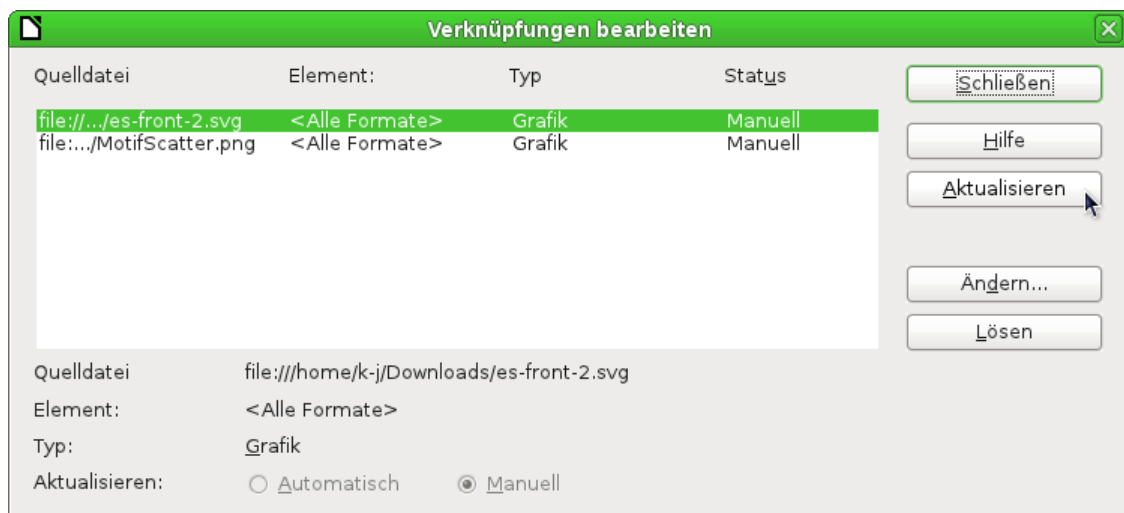 Verknüpfungen bearbeiten
Quelldatei Element: Typ Status
file://.../es-front-2.svg <Alle Formate> Grafik Manuell
file:.../MotifScatter.png <Alle Formate> Grafik Manuell
Schließen
Hilfe
Aktualisieren
Ändern...
Lösen
Quelldatei file:///home/k-j/Downloads/es-front-2.svg
Element: <Alle Formate>
Typ: Grafik
Aktualisieren: Automatisch Manuell